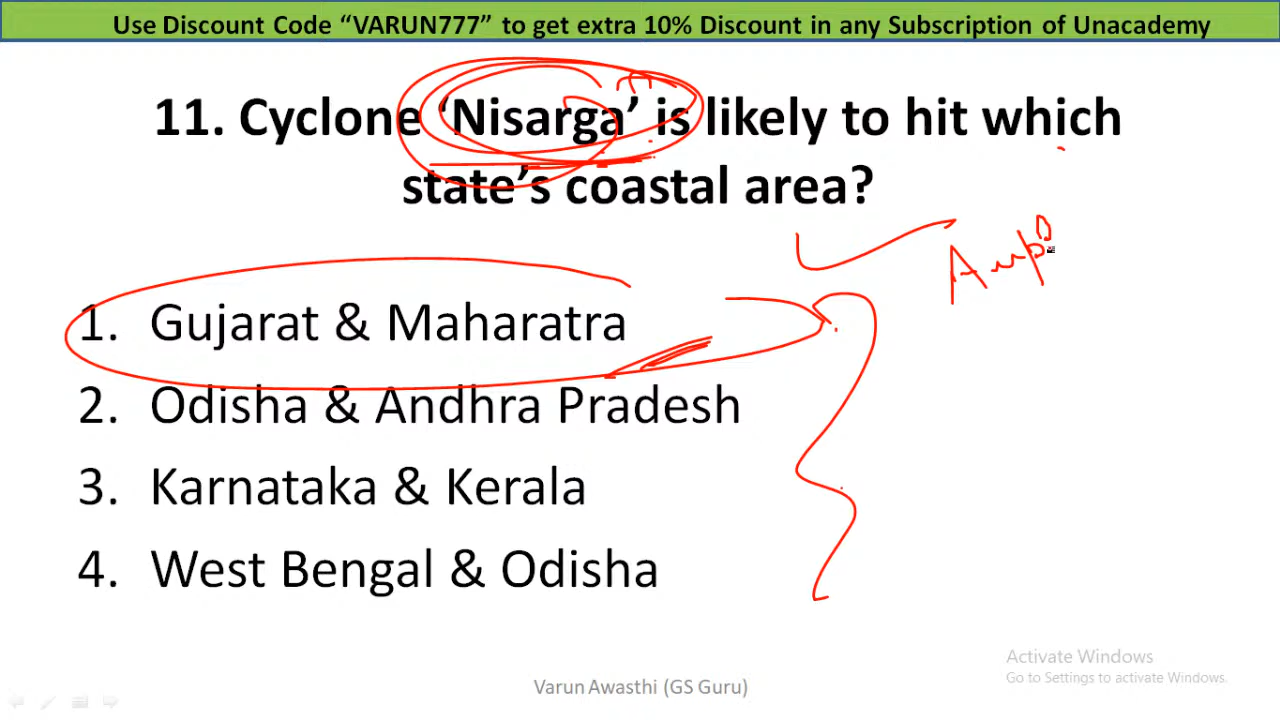 Use Discount Code “VARUN777” to get extra 10% Discount in any Subscription of Unacademy
11. Cyclone ‘Nisarga’ is likely to hit which
state’s coastal area?
1. Gujarat & Maharatra
2. Odisha & Andhra Pradesh
3. Karnataka & Kerala
4. West Bengal & Odisha
Activate Windows
Go to Settings to activate Windows.
Varun Awasthi (GS Guru)